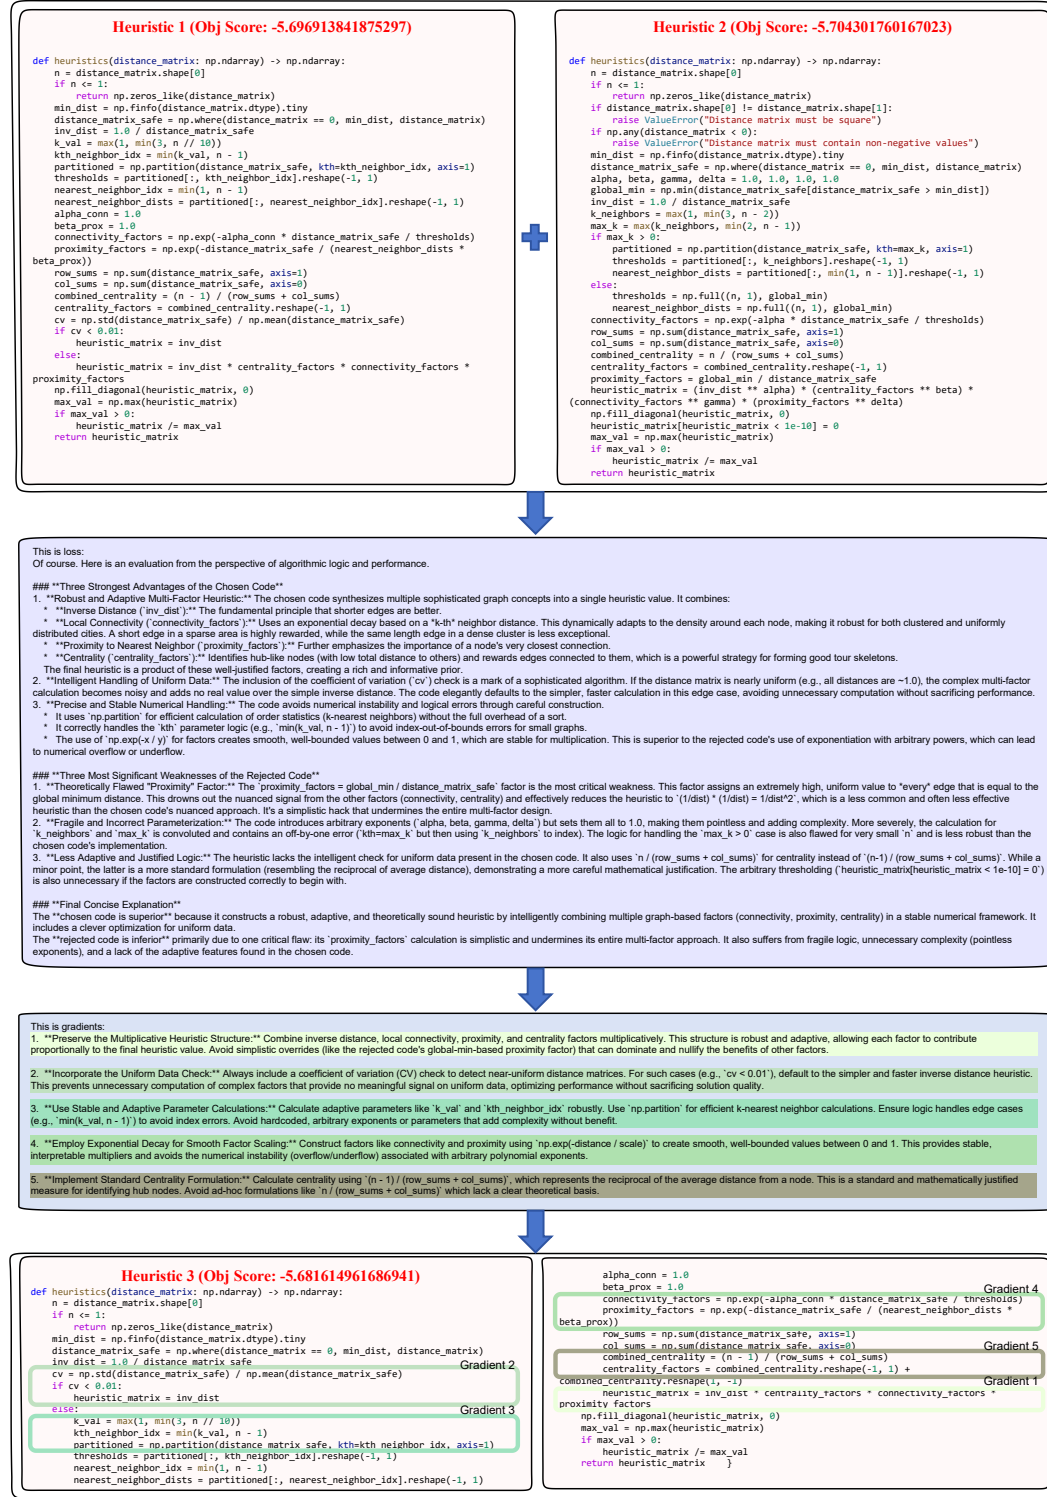 Heuristic 1 (Obj Score: -5.696913841875297)
def heuristics(distance_matrix: np.ndarray) -> np.ndarray:
    n = distance_matrix.shape[0]
    if n <= 1:
        return np.zeros_like(distance_matrix)
    min_dist = np.finfo(distance_matrix.dtype).tiny
    distance_matrix_safe = np.where(distance_matrix == 0, min_dist, distance_matrix)
    inv_dist = 1.0 / distance_matrix_safe
    k_val = max(1, min(3, n // 10))
    kth_neighbor_idx = min(k_val, n - 1)
    partitioned = np.partition(distance_matrix_safe, kth=kth_neighbor_idx, axis=1)
    thresholds = partitioned[:, kth_neighbor_idx].reshape(-1, 1)
    nearest_neighbor_idx = min(1, n - 1)
    nearest_neighbor_dists = partitioned[:, nearest_neighbor_idx].reshape(-1, 1)
    alpha_conn = 1.0
    beta_prox = 1.0
    connectivity_factors = np.exp(-alpha_conn * distance_matrix_safe / thresholds)
    proximity_factors = np.exp(-distance_matrix_safe / (nearest_neighbor_dists *
beta_prox))
    row_sums = np.sum(distance_matrix_safe, axis=1)
    col_sums = np.sum(distance_matrix_safe, axis=0)
    combined_centrality = (n - 1) / (row_sums + col_sums)
    centrality_factors = combined_centrality.reshape(-1, 1)
    cv = np.std(distance_matrix_safe) / np.mean(distance_matrix_safe)
    if cv < 0.01:
        heuristic_matrix = inv_dist
    else:
        heuristic_matrix = inv_dist * centrality_factors * connectivity_factors *
proximity_factors
    np.fill_diagonal(heuristic_matrix, 0)
    max_val = np.max(heuristic_matrix)
    if max_val > 0:
        heuristic_matrix /= max_val
    return heuristic_matrix
Heuristic 2 (Obj Score: -5.704301760167023)
def heuristics(distance_matrix: np.ndarray) -> np.ndarray:
    n = distance_matrix.shape[0]
    if n <= 1:
        return np.zeros_like(distance_matrix)
    if distance_matrix.shape[0] != distance_matrix.shape[1]:
        raise ValueError("Distance matrix must be square")
    if np.any(distance_matrix < 0):
        raise ValueError("Distance matrix must contain non-negative values")
    min_dist = np.finfo(distance_matrix.dtype).tiny
    distance_matrix_safe = np.where(distance_matrix == 0, min_dist, distance_matrix)
    alpha, beta, gamma, delta = 1.0, 1.0, 1.0, 1.0
    global_min = np.min(distance_matrix_safe[distance_matrix_safe > min_dist])
    inv_dist = 1.0 / distance_matrix_safe
    k_neighbors = max(1, min(3, n - 2))
    max_k = max(k_neighbors, min(2, n - 1))
    if max_k > 0:
        partitioned = np.partition(distance_matrix_safe, kth=max_k, axis=1)
        thresholds = partitioned[:, k_neighbors].reshape(-1, 1)
        nearest_neighbor_dists = partitioned[:, min(1, n - 1)].reshape(-1, 1)
    else:
        thresholds = np.full((n, 1), global_min)
        nearest_neighbor_dists = np.full((n, 1), global_min)
    connectivity_factors = np.exp(-alpha * distance_matrix_safe / thresholds)
    row_sums = np.sum(distance_matrix_safe, axis=1)
    col_sums = np.sum(distance_matrix_safe, axis=0)
    combined_centrality = n / (row_sums + col_sums)
    centrality_factors = combined_centrality.reshape(-1, 1)
    proximity_factors = global_min / distance_matrix_safe
    heuristic_matrix = (inv_dist ** alpha) * (centrality_factors ** beta) *
(connectivity_factors ** gamma) * (proximity_factors ** delta)
    np.fill_diagonal(heuristic_matrix, 0)
    heuristic_matrix[heuristic_matrix < 1e-10] = 0
    max_val = np.max(heuristic_matrix)
    if max_val > 0:
        heuristic_matrix /= max_val
    return heuristic_matrix
This is loss:
Of course. Here is an evaluation from the perspective of algorithmic logic and performance.
### **Three Strongest Advantages of the Chosen Code**
1. **Robust and Adaptive Multi-Factor Heuristic:** The chosen code synthesizes multiple sophisticated graph concepts into a single heuristic value. It combines:
* **Inverse Distance (`inv_dist`):** The fundamental principle that shorter edges are better.
* **Local Connectivity (`connectivity_factors`):** Uses an exponential decay based on a *k-th* neighbor distance. This dynamically adapts to the density around each node, making it robust for both clustered and uniformly
distributed cities. A short edge in a sparse area is highly rewarded, while the same length edge in a dense cluster is less exceptional.
* **Proximity to Nearest Neighbor (`proximity_factors`):** Further emphasizes the importance of a node's very closest connection.
* **Centrality (`centrality_factors`):** Identifies hub-like nodes (with low total distance to others) and rewards edges connected to them, which is a powerful strategy for forming good tour skeletons.
The final heuristic is a product of these well-justified factors, creating a rich and informative prior.
2. **Intelligent Handling of Uniform Data:** The inclusion of the coefficient of variation (`cv`) check is a mark of a sophisticated algorithm. If the distance matrix is nearly uniform (e.g., all distances are ~1.0), the complex multi-factor
calculation becomes noisy and adds no real value over the simple inverse distance. The code elegantly defaults to the simpler, faster calculation in this edge case, avoiding unnecessary computation without sacrificing performance.
3. **Precise and Stable Numerical Handling:** The code avoids numerical instability and logical errors through careful construction.
* It uses `np.partition` for efficient calculation of order statistics (k-nearest neighbors) without the full overhead of a sort.
* It correctly handles the `kth` parameter logic (e.g., `min(k_val, n - 1)`) to avoid index-out-of-bounds errors for small graphs.
* The use of `np.exp(-x / y)` for factors creates smooth, well-bounded values between 0 and 1, which are stable for multiplication. This is superior to the rejected code's use of exponentiation with arbitrary powers, which can lead
to numerical overflow or underflow.
### **Three Most Significant Weaknesses of the Rejected Code**
1. **Theoretically Flawed "Proximity" Factor:** The `proximity_factors = global_min / distance_matrix_safe` factor is the most critical weakness. This factor assigns an extremely high, uniform value to *every* edge that is equal to the
global minimum distance. This drowns out the nuanced signal from the other factors (connectivity, centrality) and effectively reduces the heuristic to `(1/dist) * (1/dist) = 1/dist^2`, which is a less common and often less effective
heuristic than the chosen code's nuanced approach. It's a simplistic hack that undermines the entire multi-factor design.
2. **Fragile and Incorrect Parameterization:** The code introduces arbitrary exponents (`alpha, beta, gamma, delta`) but sets them all to 1.0, making them pointless and adding complexity. More severely, the calculation for
`k_neighbors` and `max_k` is convoluted and contains an off-by-one error (`kth=max_k` but then using `k_neighbors` to index). The logic for handling the `max_k > 0` case is also flawed for very small `n` and is less robust than the
chosen code's implementation.
3. **Less Adaptive and Justified Logic:** The heuristic lacks the intelligent check for uniform data present in the chosen code. It also uses `n / (row_sums + col_sums)` for centrality instead of `(n-1) / (row_sums + col_sums)`. While a
minor point, the latter is a more standard formulation (resembling the reciprocal of average distance), demonstrating a more careful mathematical justification. The arbitrary thresholding (`heuristic_matrix[heuristic_matrix < 1e-10] = 0`)
is also unnecessary if the factors are constructed correctly to begin with.
### **Final Concise Explanation**
The **chosen code is superior** because it constructs a robust, adaptive, and theoretically sound heuristic by intelligently combining multiple graph-based factors (connectivity, proximity, centrality) in a stable numerical framework. It
includes a clever optimization for uniform data.
The **rejected code is inferior** primarily due to one critical flaw: its `proximity_factors` calculation is simplistic and undermines its entire multi-factor approach. It also suffers from fragile logic, unnecessary complexity (pointless
exponents), and a lack of the adaptive features found in the chosen code.
This is gradients:
1. **Preserve the Multiplicative Heuristic Structure:** Combine inverse distance, local connectivity, proximity, and centrality factors multiplicatively. This structure is robust and adaptive, allowing each factor to contribute
proportionally to the final heuristic value. Avoid simplistic overrides (like the rejected code's global-min-based proximity factor) that can dominate and nullify the benefits of other factors.
2. **Incorporate the Uniform Data Check:** Always include a coefficient of variation (CV) check to detect near-uniform distance matrices. For such cases (e.g., `cv < 0.01`), default to the simpler and faster inverse distance heuristic.
This prevents unnecessary computation of complex factors that provide no meaningful signal on uniform data, optimizing performance without sacrificing solution quality.
3. **Use Stable and Adaptive Parameter Calculations:** Calculate adaptive parameters like `k_val` and `kth_neighbor_idx` robustly. Use `np.partition` for efficient k-nearest neighbor calculations. Ensure logic handles edge cases
(e.g., `min(k_val, n - 1)`) to avoid index errors. Avoid hardcoded, arbitrary exponents or parameters that add complexity without benefit.
4. **Employ Exponential Decay for Smooth Factor Scaling:** Construct factors like connectivity and proximity using `np.exp(-distance / scale)` to create smooth, well-bounded values between 0 and 1. This provides stable,
interpretable multipliers and avoids the numerical instability (overflow/underflow) associated with arbitrary polynomial exponents.
5. **Implement Standard Centrality Formulation:** Calculate centrality using `(n - 1) / (row_sums + col_sums)`, which represents the reciprocal of the average distance from a node. This is a standard and mathematically justified
measure for identifying hub nodes. Avoid ad-hoc formulations like `n / (row_sums + col_sums)` which lack a clear theoretical basis.
Heuristic 3 (Obj Score: -5.681614961686941)
def heuristics(distance_matrix: np.ndarray) -> np.ndarray:
    n = distance_matrix.shape[0]
    if n <= 1:
        return np.zeros_like(distance_matrix)
    min_dist = np.finfo(distance_matrix.dtype).tiny
    distance_matrix_safe = np.where(distance_matrix == 0, min_dist, distance_matrix)
    inv_dist = 1.0 / distance_matrix_safe
Gradient 2
    cv = np.std(distance_matrix_safe) / np.mean(distance_matrix_safe)
    if cv < 0.01:
        heuristic_matrix = inv_dist
    else:
Gradient 3
        k_val = max(1, min(3, n // 10))
        kth_neighbor_idx = min(k_val, n - 1)
        partitioned = np.partition(distance_matrix_safe, kth=kth_neighbor_idx, axis=1)
        thresholds = partitioned[:, kth_neighbor_idx].reshape(-1, 1)
        nearest_neighbor_idx = min(1, n - 1)
        nearest_neighbor_dists = partitioned[:, nearest_neighbor_idx].reshape(-1, 1)
        alpha_conn = 1.0
        beta_prox = 1.0
Gradient 4
        connectivity_factors = np.exp(-alpha_conn * distance_matrix_safe / thresholds)
        proximity_factors = np.exp(-distance_matrix_safe / (nearest_neighbor_dists *
beta_prox))
        row_sums = np.sum(distance_matrix_safe, axis=1)
        col_sums = np.sum(distance_matrix_safe, axis=0)
Gradient 5
        combined_centrality = (n - 1) / (row_sums + col_sums)
        centrality_factors = combined_centrality.reshape(-1, 1) +
combined_centrality.reshape(1, -1)
Gradient 1
        heuristic_matrix = inv_dist * centrality_factors * connectivity_factors *
proximity_factors
    np.fill_diagonal(heuristic_matrix, 0)
    max_val = np.max(heuristic_matrix)
    if max_val > 0:
        heuristic_matrix /= max_val
    return heuristic_matrix    }